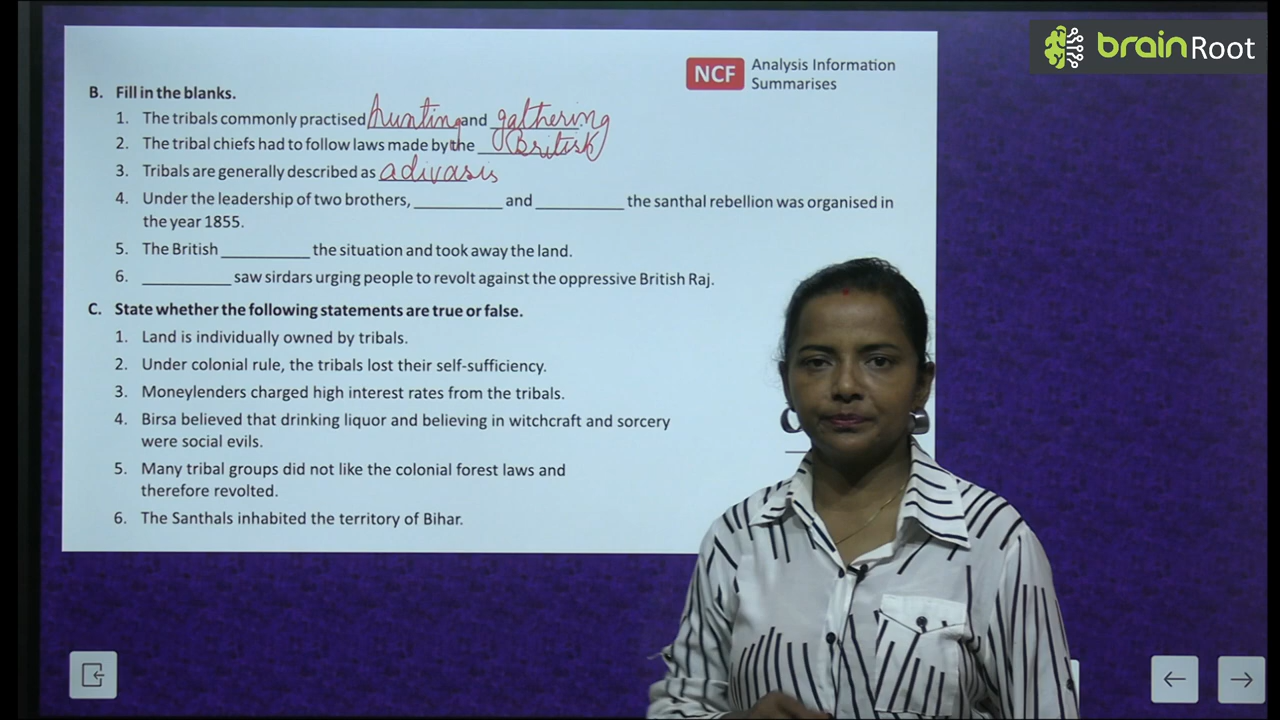 brain Root
NCF Analysis Information
Summarises
B. Fill in the blanks.
1. The tribals commonly practised hunting and gathering
2. The tribal chiefs had to follow laws made by the British
3. Tribals are generally described as adivasis
4. Under the leadership of two brothers, __________ and __________ the santhal rebellion was organised in
the year 1855.
5. The British __________ the situation and took away the land.
6. __________ saw sirdars urging people to revolt against the oppressive British Raj.
C. State whether the following statements are true or false.
1. Land is individually owned by tribals.
2. Under colonial rule, the tribals lost their self-sufficiency.
3. Moneylenders charged high interest rates from the tribals.
4. Birsa believed that drinking liquor and believing in witchcraft and sorcery
were social evils.
5. Many tribal groups did not like the colonial forest laws and
therefore revolted.
6. The Santhals inhabited the territory of Bihar.